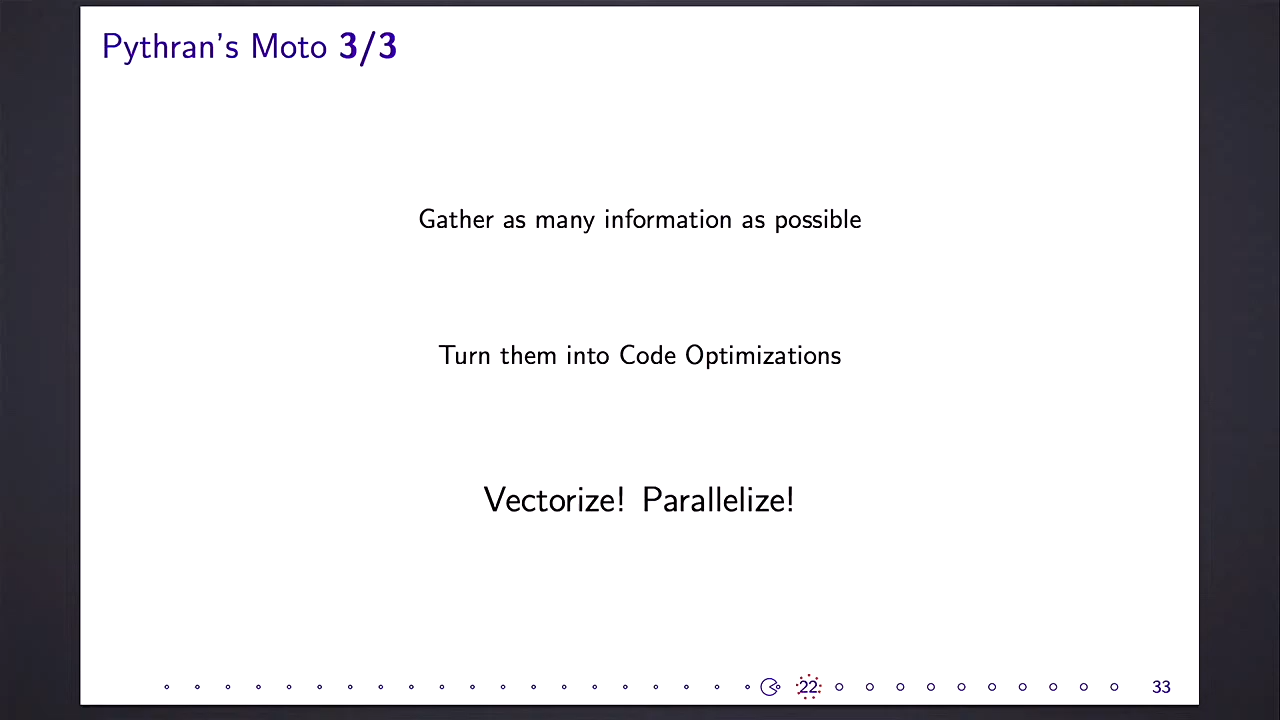 Pythran's Moto 3/3
Gather as many information as possible
Turn them into Code Optimizations
Vectorize! Parallelize!
22
33